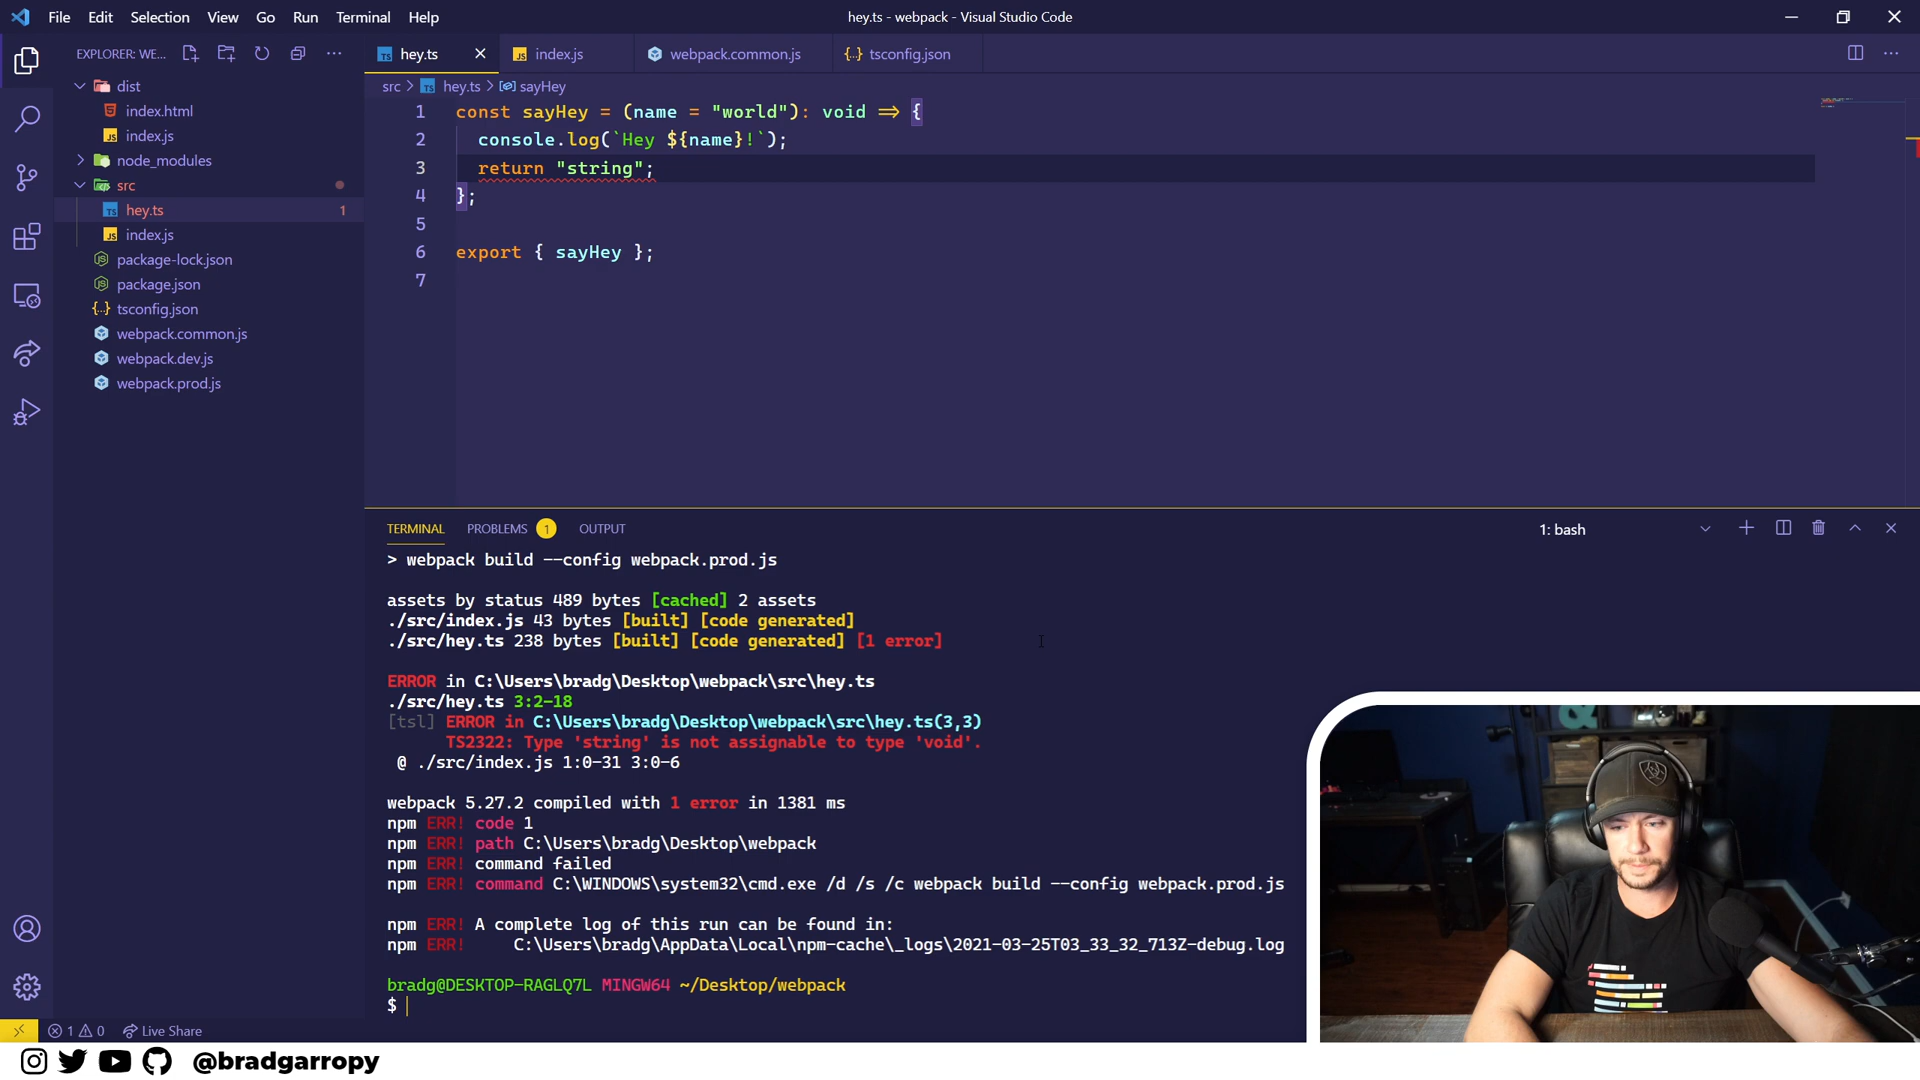 File Edit Selection View Go Run Terminal Help
hey.ts - webpack - Visual Studio Code
EXPLORER: WE...
hey.ts
index.js
webpack.common.js
tsconfig.json
dist
index.html
index.js
node_modules
src
hey.ts 1
index.js
package-lock.json
package.json
tsconfig.json
webpack.common.js
webpack.dev.js
webpack.prod.js
src > hey.ts > sayHey
1 const sayHey = (name = "world"): void => {
2 console.log(`Hey ${name}!`);
3 return "string";
4 };
5
6 export { sayHey };
7
TERMINAL PROBLEMS 1 OUTPUT
1: bash
> webpack build --config webpack.prod.js
assets by status 489 bytes [cached] 2 assets
./src/index.js 43 bytes [built] [code generated]
./src/hey.ts 238 bytes [built] [code generated] [1 error]
ERROR in C:\Users\bradg\Desktop\webpack\src\hey.ts
./src/hey.ts 3:2-18
[tsl] ERROR in C:\Users\bradg\Desktop\webpack\src\hey.ts(3,3)
TS2322: Type 'string' is not assignable to type 'void'.
@ ./src/index.js 1:0-31 3:0-6
webpack 5.27.2 compiled with 1 error in 1381 ms
npm ERR! code 1
npm ERR! path C:\Users\bradg\Desktop\webpack
npm ERR! command failed
npm ERR! command C:\WINDOWS\system32\cmd.exe /d /s /c webpack build --config webpack.prod.js
npm ERR! A complete log of this run can be found in:
npm ERR! C:\Users\bradg\AppData\Local\npm-cache\_logs\2021-03-25T03_33_32_713Z-debug.log
bradg@DESKTOP-RAGLQ7L MINGW64 ~/Desktop/webpack
$
1 0 Live Share
@bradgarropy